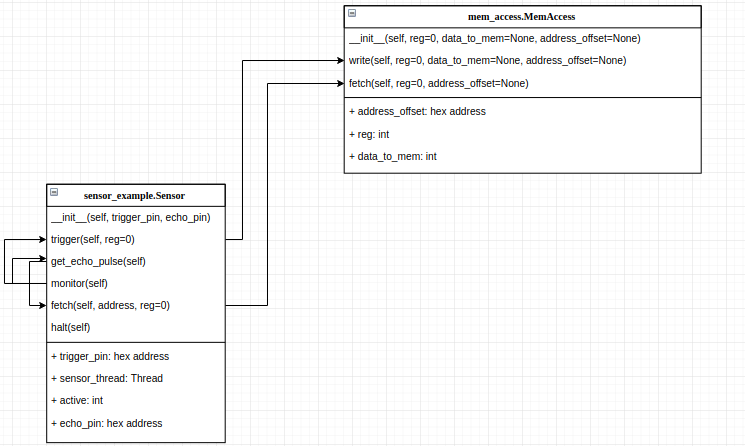 mem_access.MemAccess
__init__(self, reg=0, data_to_mem=None, address_offset=None)
write(self, reg=0, data_to_mem=None, address_offset=None)
fetch(self, reg=0, address_offset=None)
+ address_offset: hex address
+ reg: int
+ data_to_mem: int
sensor_example.Sensor
__init__(self, trigger_pin, echo_pin)
trigger(self, reg=0)
get_echo_pulse(self)
monitor(self)
fetch(self, address, reg=0)
halt(self)
+ trigger_pin: hex address
+ sensor_thread: Thread
+ active: int
+ echo_pin: hex address